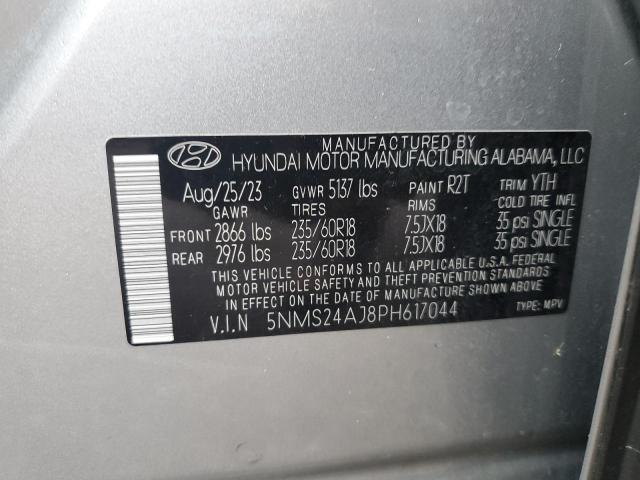 MANUFACTURED BY
HYUNDAI MOTOR MANUFACTURING ALABAMA, LLC
Aug/25/23 GVWR 5137 lbs PAINT R2T TRIM YTH
GAWR TIRES RIMS COLD TIRE INFL
FRONT 2866 lbs 235/60R18 7.5JX18 35 psi SINGLE
REAR 2976 lbs 235/60R18 7.5JX18 35 psi SINGLE
THIS VEHICLE CONFORMS TO ALL APPLICABLE U.S.A. FEDERAL
MOTOR VEHICLE SAFETY, BUMPER, AND THEFT PREVENTION
STANDARDS IN EFFECT ON THE DATE OF MANUFACTURE SHOWN ABOVE.
V.I.N 5NMS24AJ8PH617044 TYPE: MPV